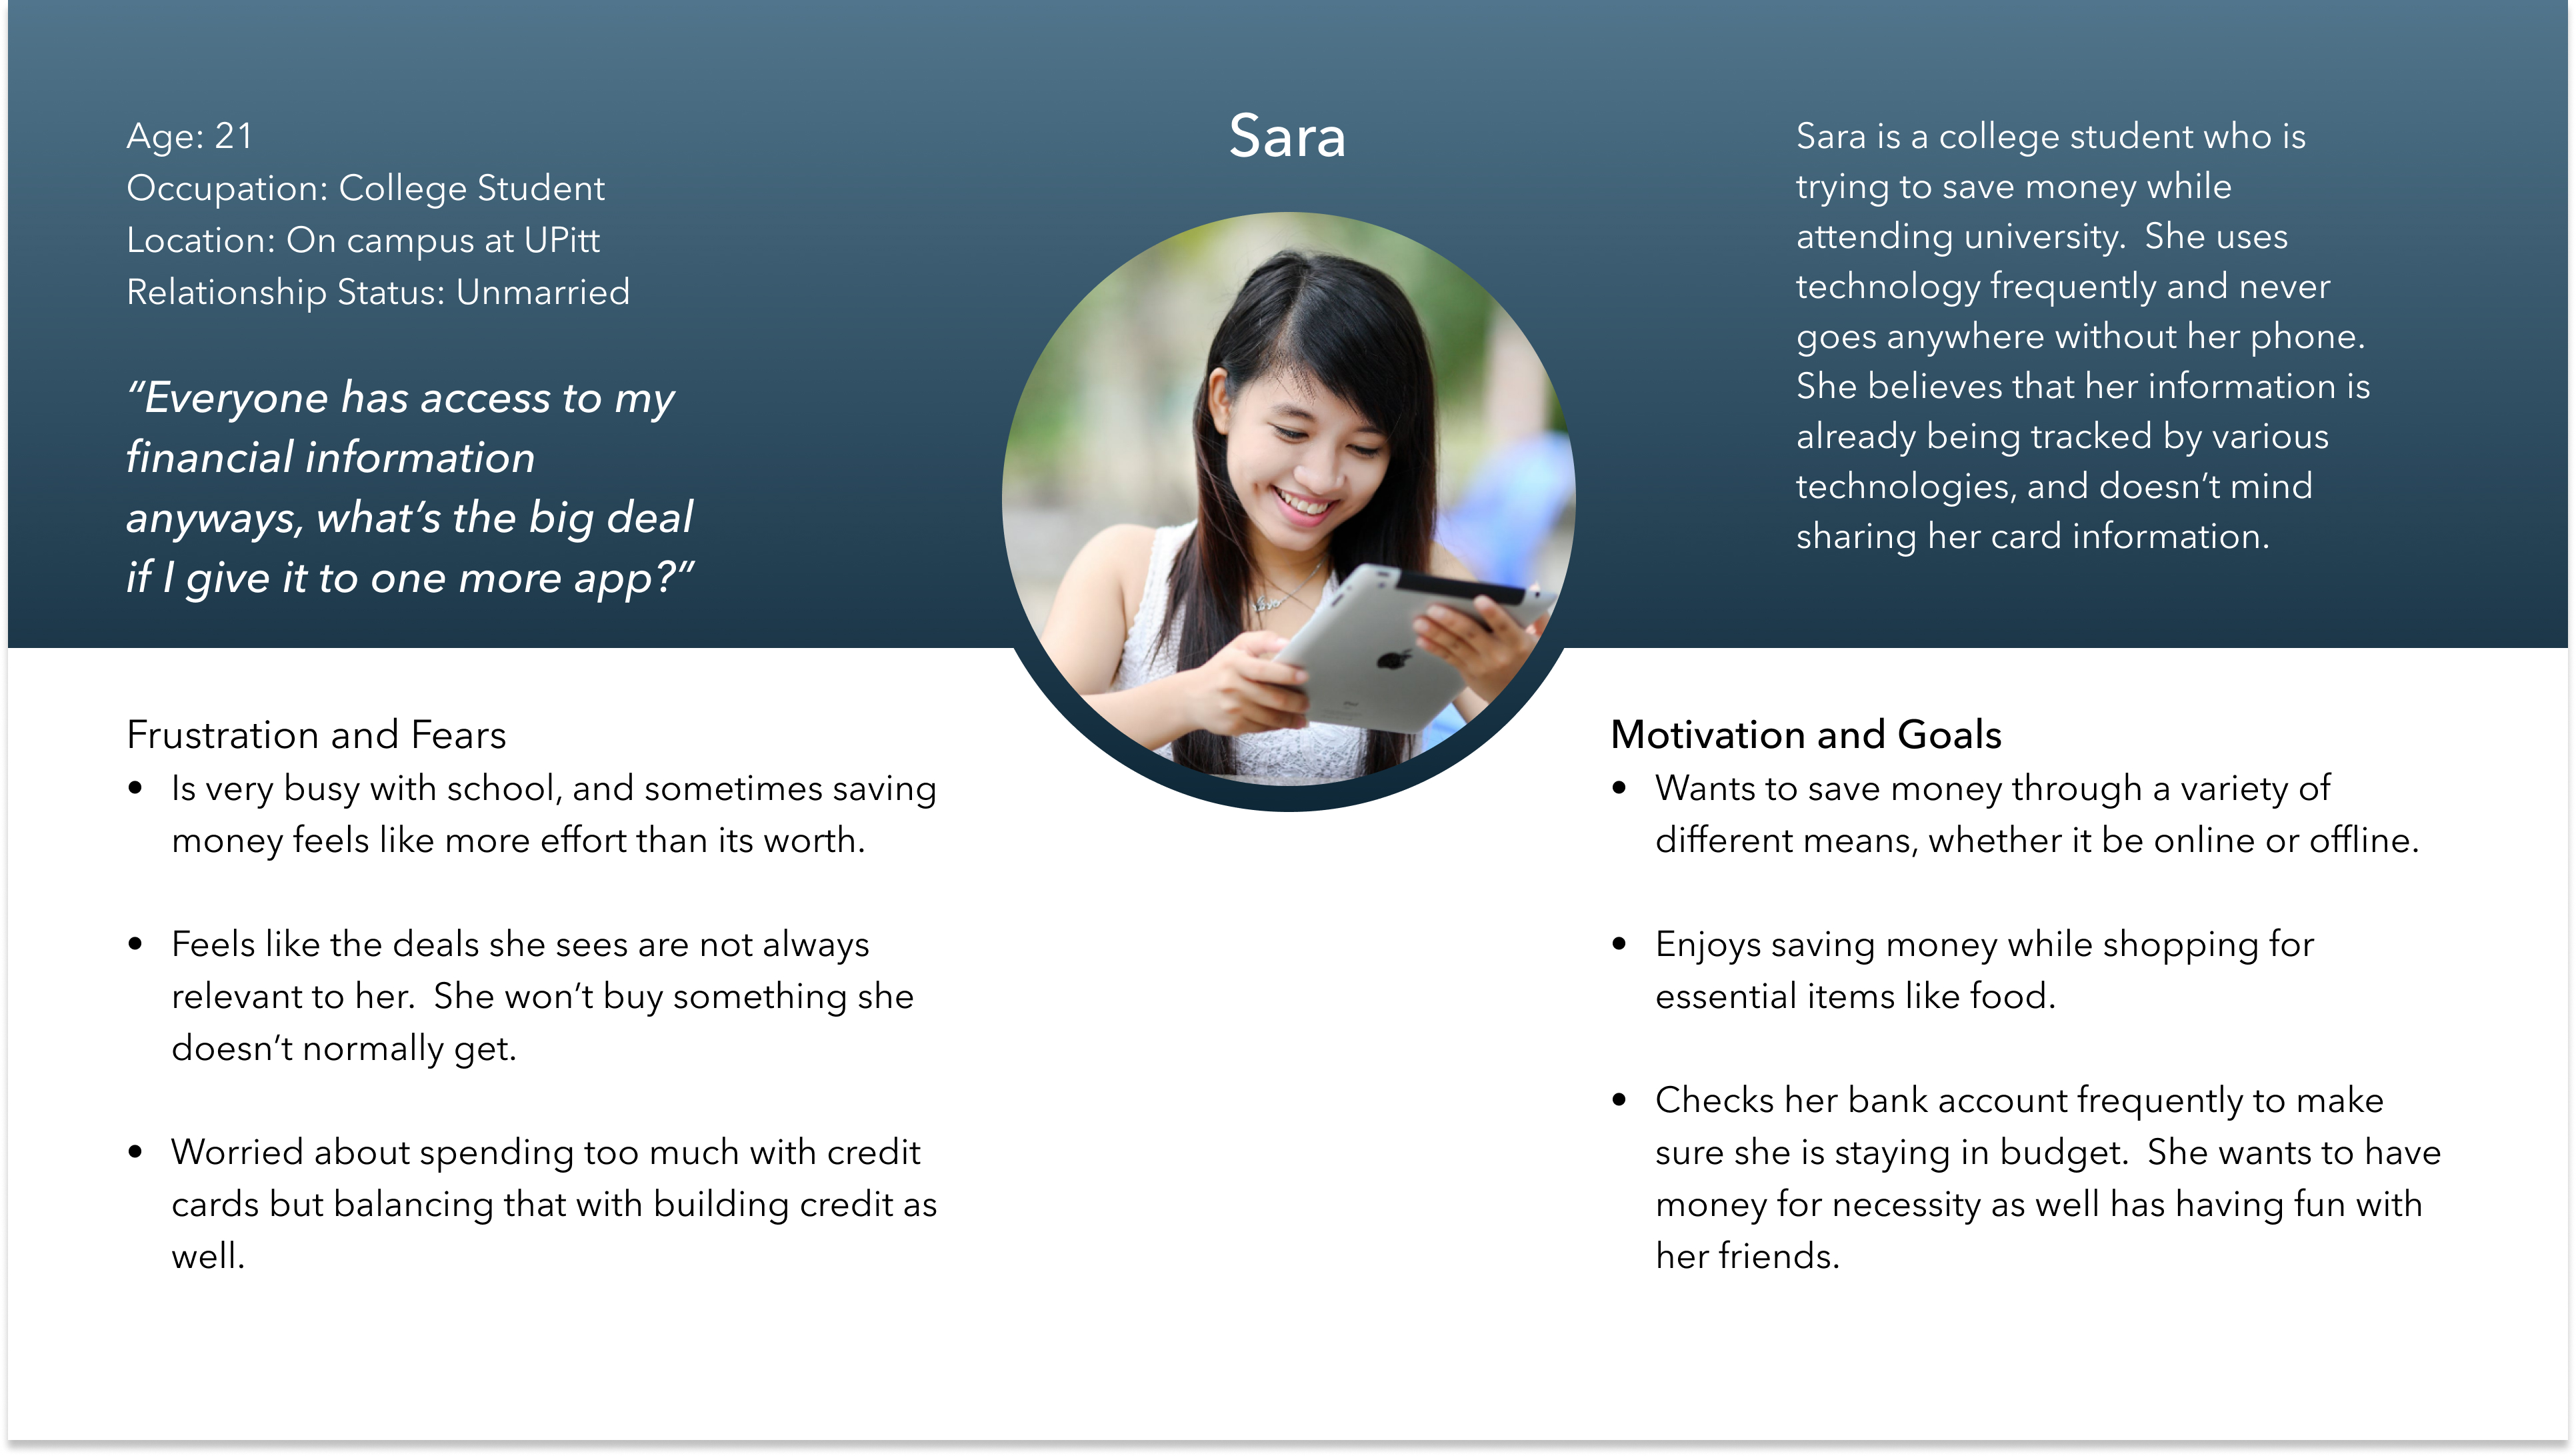 Sara
Age: 21
Occupation: College Student
Location: On campus at UPitt
Relationship Status: Unmarried
“Everyone has access to my
financial information
anyways, what’s the big deal
if I give it to one more app?”
Sara is a college student who is
trying to save money while
attending university.  She uses
technology frequently and never
goes anywhere without her phone.
She believes that her information is
already being tracked by various
technologies, and doesn’t mind
sharing her card information.
Frustration and Fears
• Is very busy with school, and sometimes saving
money feels like more effort than its worth.
• Feels like the deals she sees are not always
relevant to her.  She won’t buy something she
doesn’t normally get.
• Worried about spending too much with credit
cards but balancing that with building credit as
well.
Motivation and Goals
• Wants to save money through a variety of
different means, whether it be online or offline.
• Enjoys saving money while shopping for
essential items like food.
• Checks her bank account frequently to make
sure she is staying in budget.  She wants to have
money for necessity as well has having fun with
her friends.